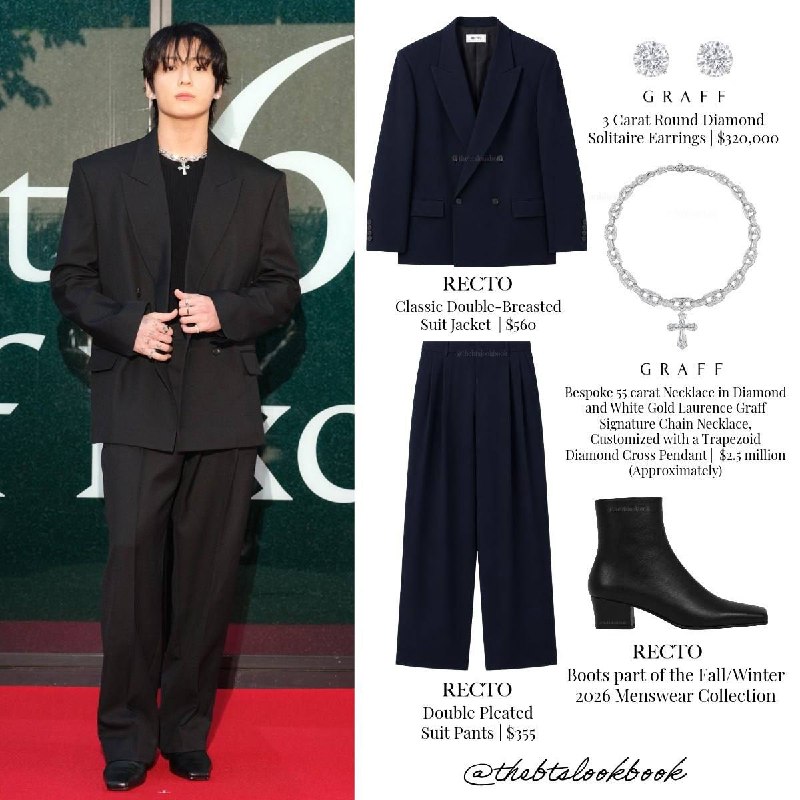 RECTO
Classic Double-Breasted
Suit Jacket | $560
GRAFF
3 Carat Round Diamond
Solitaire Earrings | $320,000
GRAFF
Bespoke 55 carat Necklace in Diamond
and White Gold Laurence Graff
Signature Chain Necklace,
Customized with a Trapezoid
Diamond Cross Pendant | $2.5 million
(Approximately)
RECTO
Double Pleated
Suit Pants | $355
RECTO
Boots part of the Fall/Winter
2026 Menswear Collection
@thebtslookbook